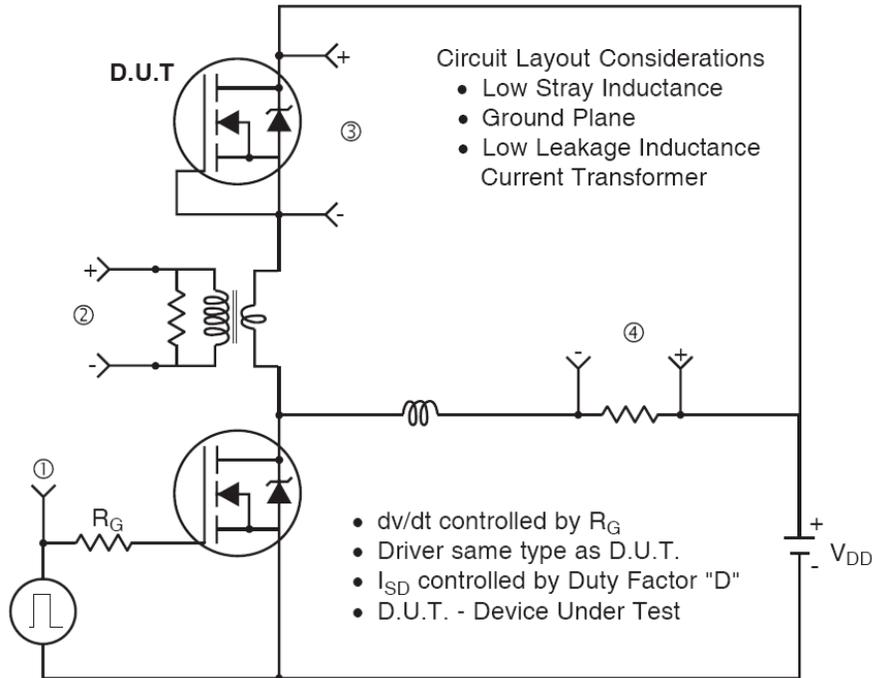 D.U.T
+
Circuit Layout Considerations
• Low Stray Inductance
• Ground Plane
• Low Leakage Inductance
Current Transformer
③
-
+
②
-
④
-
+
①
R_G
• dv/dt controlled by R_G
• Driver same type as D.U.T.
• I_SD controlled by Duty Factor "D"
• D.U.T. - Device Under Test
+
V_DD
-